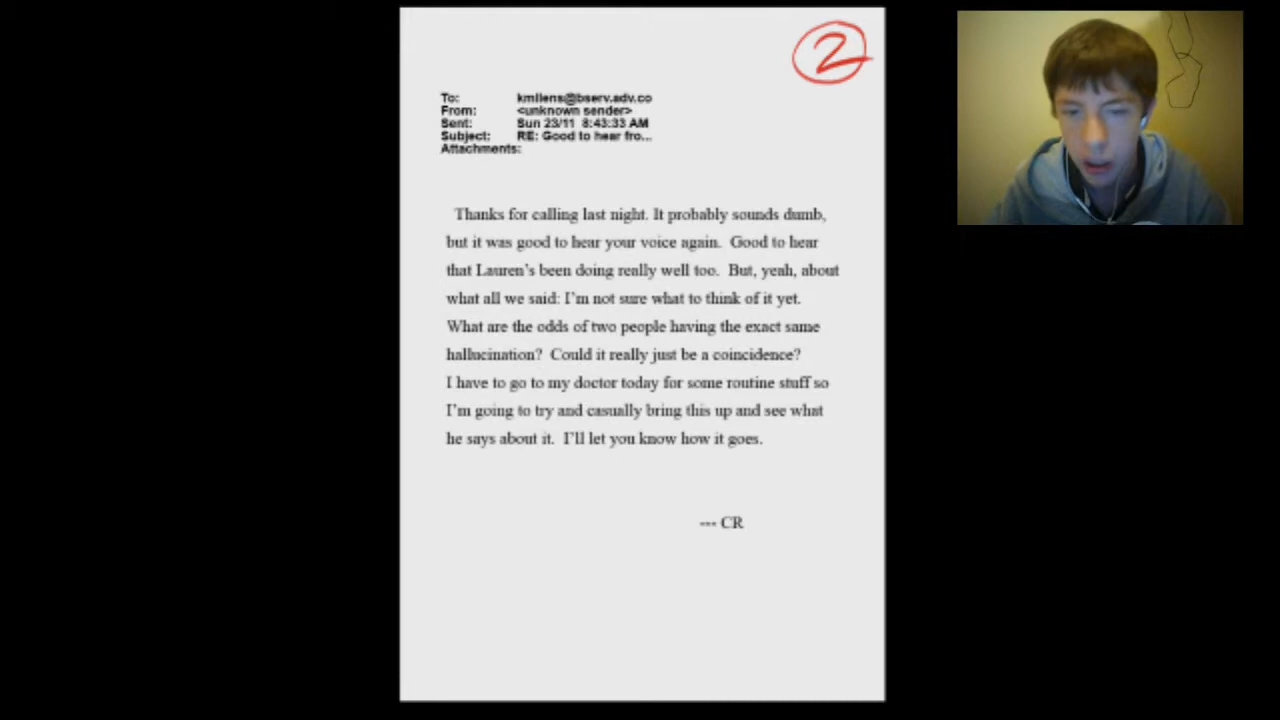 2
To: kmllens@bserv.adv.co
From: <unknown sender>
Sent: Sun 23/11 8:43:33 AM
Subject: RE: Good to hear fro...
Attachments:
Thanks for calling last night. It probably sounds dumb,
but it was good to hear your voice again. Good to hear
that Lauren's been doing really well too. But, yeah, about
what all we said: I'm not sure what to think of it yet.
What are the odds of two people having the exact same
hallucination? Could it really just be a coincidence?
I have to go to my doctor today for some routine stuff so
I'm going to try and casually bring this up and see what
he says about it. I'll let you know how it goes.
--- CR